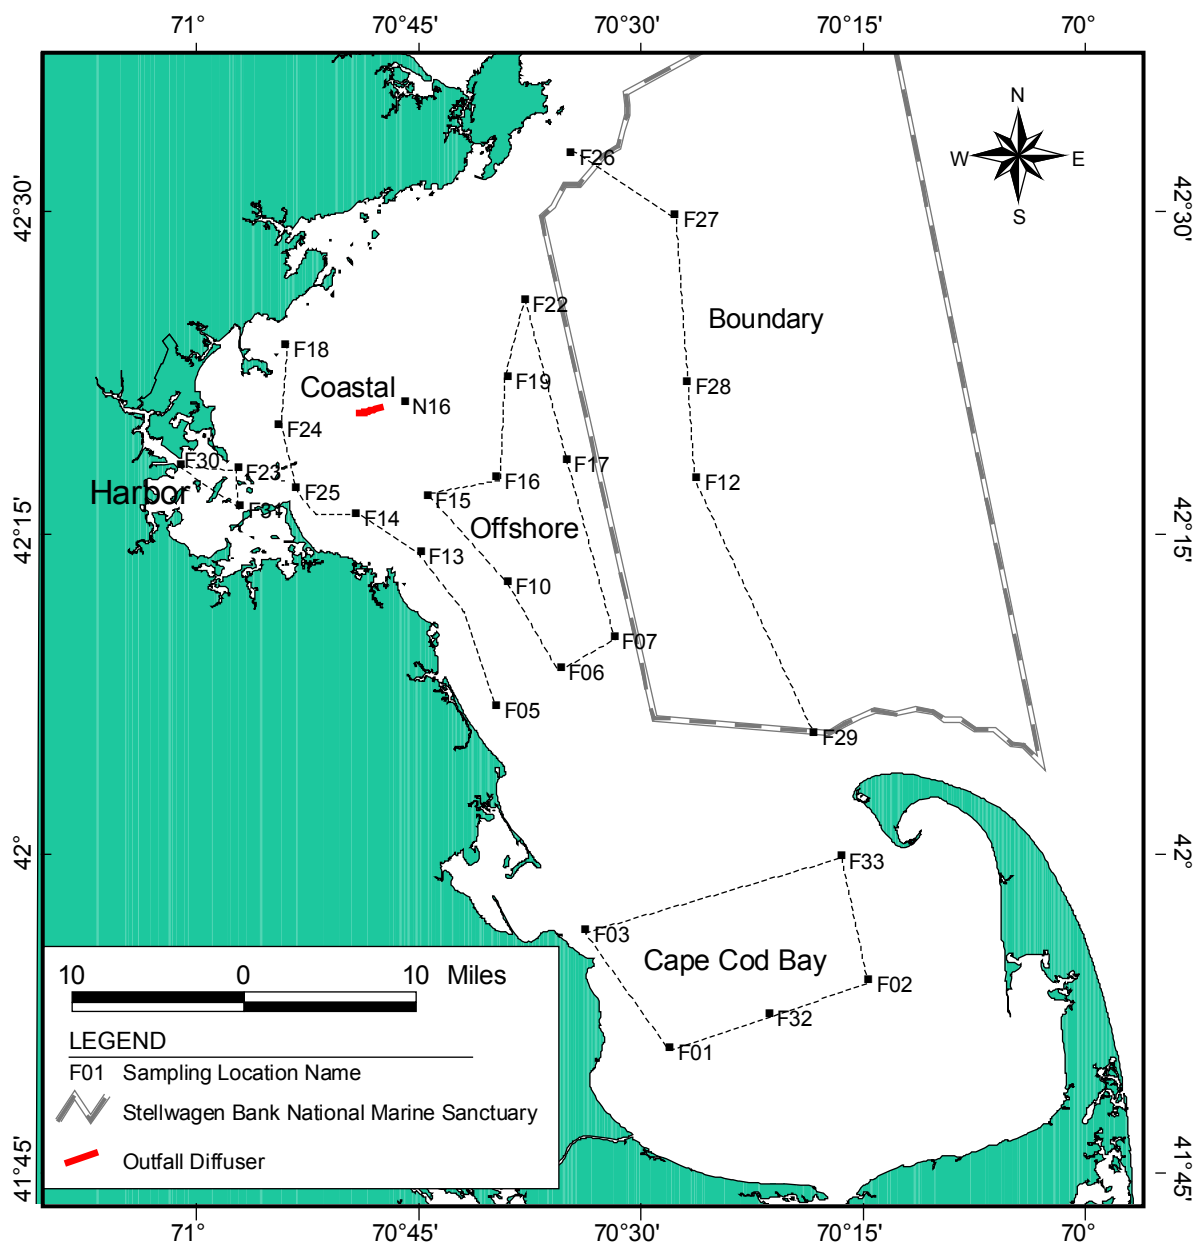 71° 70°45' 70°30' 70°15' 70°
N
W E
S
F26
42°30' 42°30'
F27
F22
Boundary
F18
F19
Coastal
F28
N16
F24
F30
F23
F17
F16
F12
Harbor
F25
F15
F31
F14
Offshore
42°15' 42°15'
F13
F10
F07
F06
F05
F29
42° 42°
F33
F03
Cape Cod Bay
10 0 10 Miles
F02
F32
LEGEND
F01
F01 Sampling Location Name
Stellwagen Bank National Marine Sanctuary
Outfall Diffuser
41°45' 41°45'
71° 70°45' 70°30' 70°15' 70°